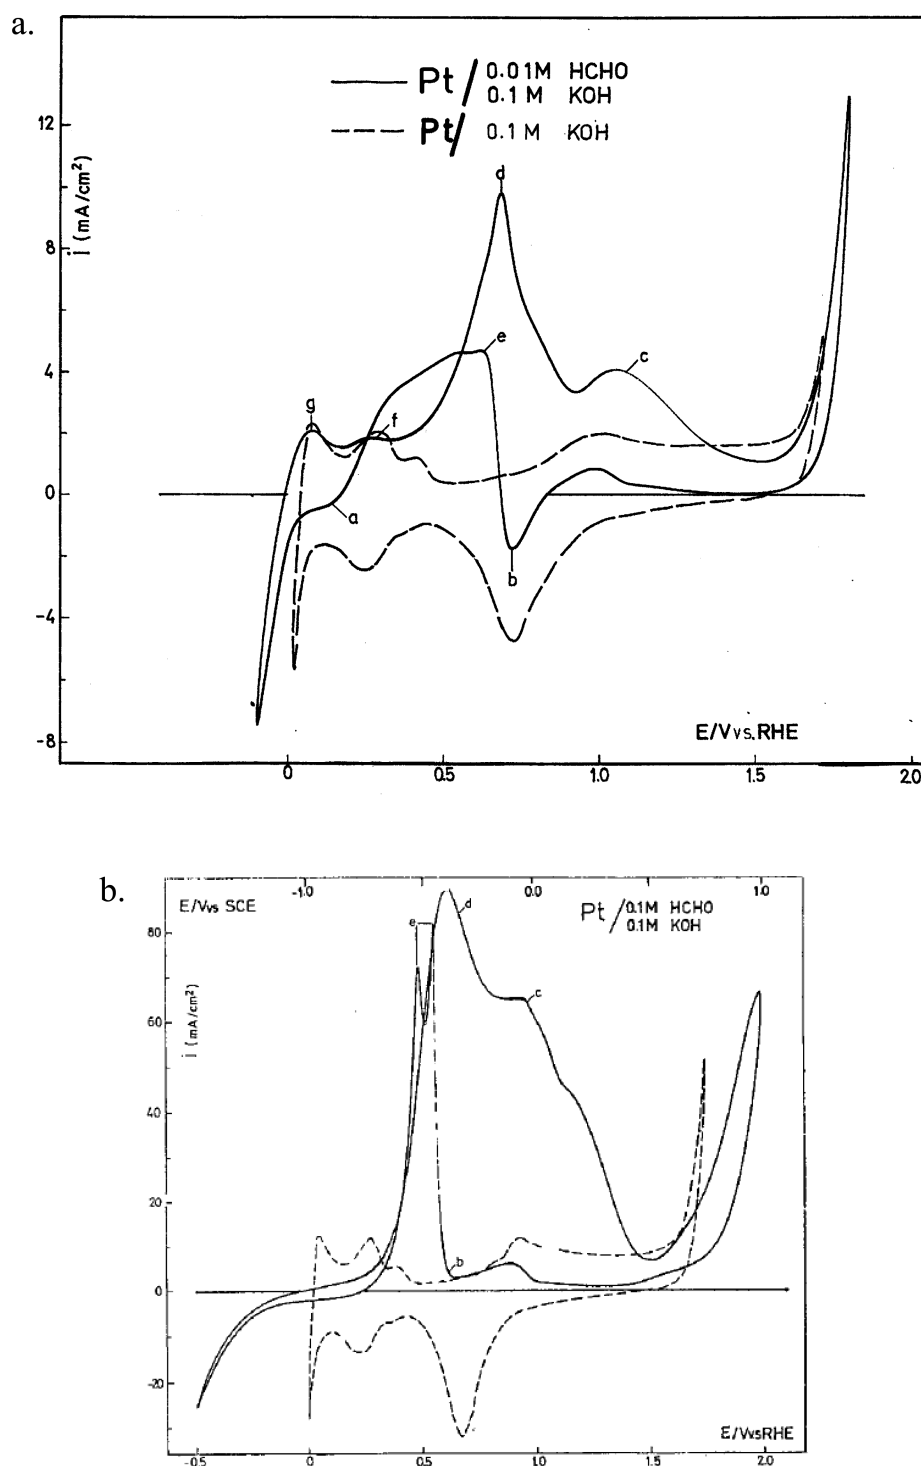 a.
Pt / 0.01M HCHO
0.1 M KOH
Pt/ 0.1 M KOH
j (mA/cm²)
12
8
4
0
-4
-8
d
e
c
g
f
a
b
E/V vs. RHE
0 0.5 1.0 1.5 2.0
b.
-1.0 -0.5 0.0 1.0
E/V vs SCE
Pt / 0.1M HCHO
0.1M KOH
j (mA/cm²)
80
60
40
20
0
-20
e
d
c
b
E/V vs RHE
-0.5 0 0.5 1.0 1.5 2.0